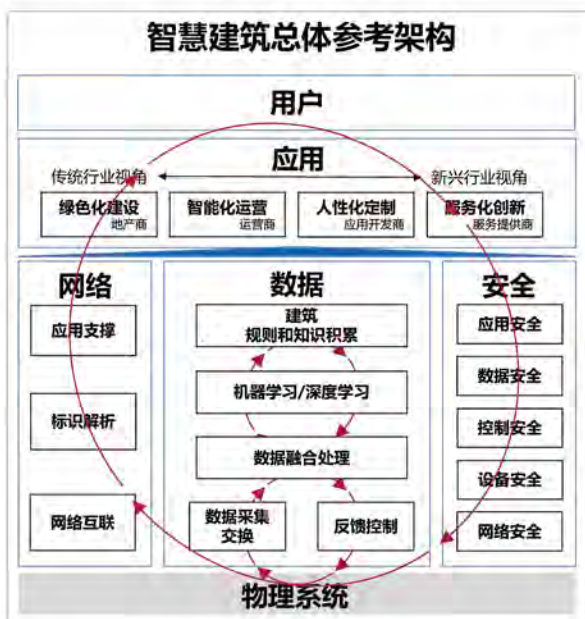 智慧建筑总体参考架构
用户
应用
传统行业视角
新兴行业视角
绿色化建设
地产商
智能化运营
运营商
人性化定制
应用开发商
服务化创新
服务提供商
网络
应用支撑
标识解析
网络互联
数据
建筑
规则和知识积累
机器学习/深度学习
数据融合处理
数据采集
交换
反馈控制
安全
应用安全
数据安全
控制安全
设备安全
网络安全
物理系统